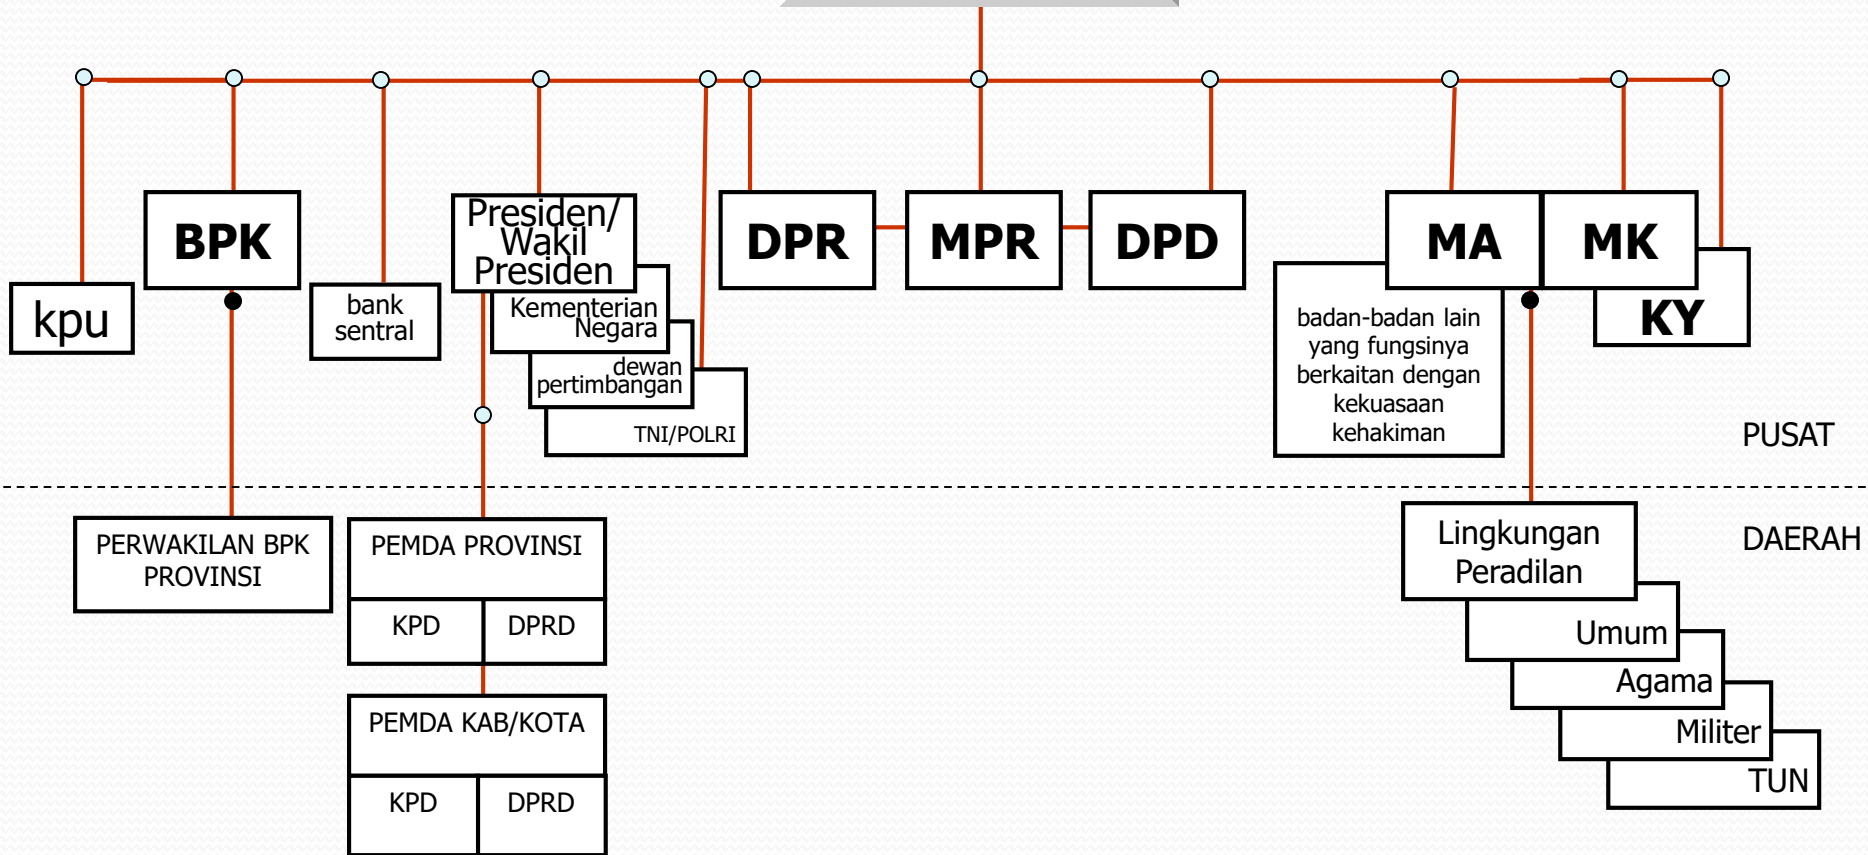 kpu
BPK
bank
sentral
Presiden/
Wakil
Presiden
Kementerian
Negara
dewan
pertimbangan
TNI/POLRI
DPR
MPR
DPD
MA
MK
KY
badan-badan lain
yang fungsinya
berkaitan dengan
kekuasaan
kehakiman
PUSAT
DAERAH
PERWAKILAN BPK
PROVINSI
PEMDA PROVINSI
KPD
DPRD
PEMDA KAB/KOTA
KPD
DPRD
Lingkungan
Peradilan
Umum
Agama
Militer
TUN